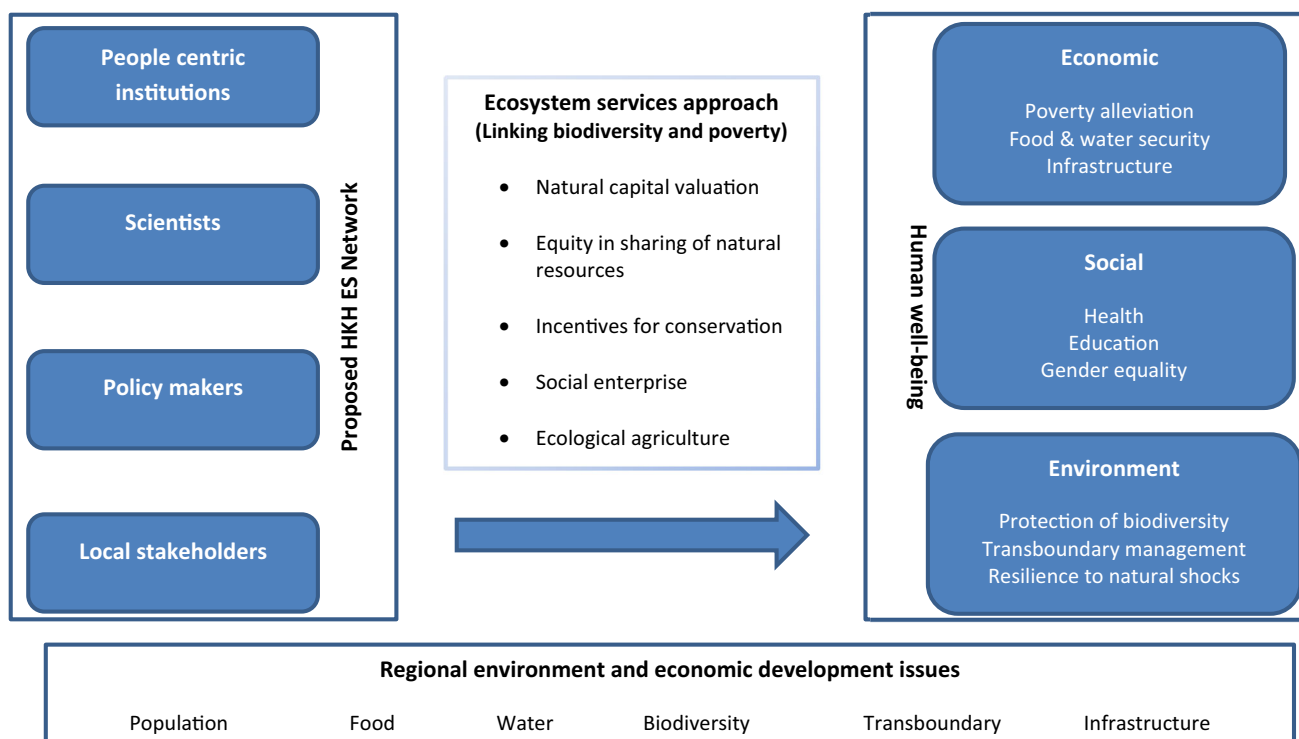 People centric
institutions
Scientists
Policy makers
Local stakeholders
Proposed HKH ES Network
Ecosystem services approach
(Linking biodiversity and poverty)
• Natural capital valuation
• Equity in sharing of natural
resources
• Incentives for conservation
• Social enterprise
• Ecological agriculture
Human well-being
Economic
Poverty alleviation
Food & water security
Infrastructure
Social
Health
Education
Gender equality
Environment
Protection of biodiversity
Transboundary management
Resilience to natural shocks
Regional environment and economic development issues
Population Food Water Biodiversity Transboundary Infrastructure